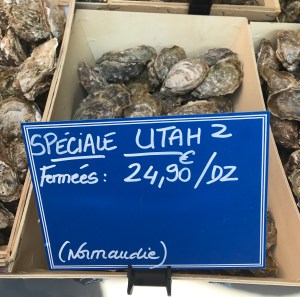 SPÉCIALE UTAH 2
Fermées : 24,90 € / DZ
(Normandie)